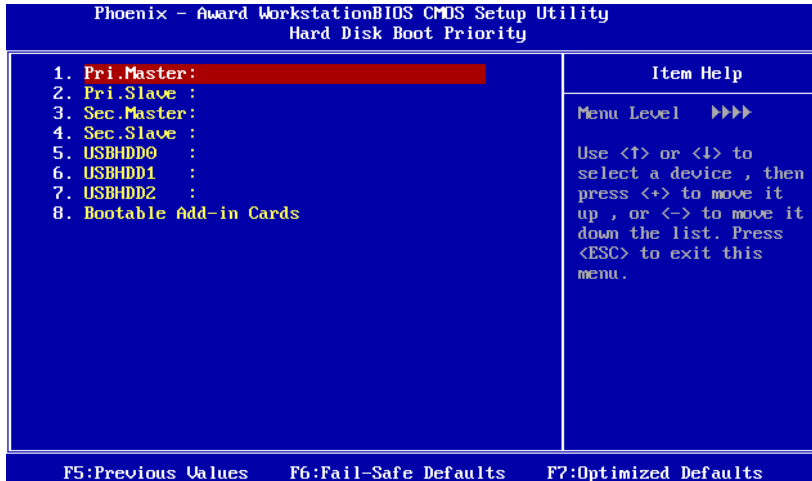 Phoenix - Award WorkstationBIOS CMOS Setup Utility
Hard Disk Boot Priority
1. Pri.Master:
2. Pri.Slave :
3. Sec.Master:
4. Sec.Slave :
5. USBHDD0 :
6. USBHDD1 :
7. USBHDD2 :
8. Bootable Add-in Cards
Item Help
Menu Level ▶▶▶▶
Use <↑> or <↓> to
select a device , then
press <+> to move it
up , or <-> to move it
down the list. Press
<ESC> to exit this
menu.
F5:Previous Values F6:Fail-Safe Defaults F7:Optimized Defaults